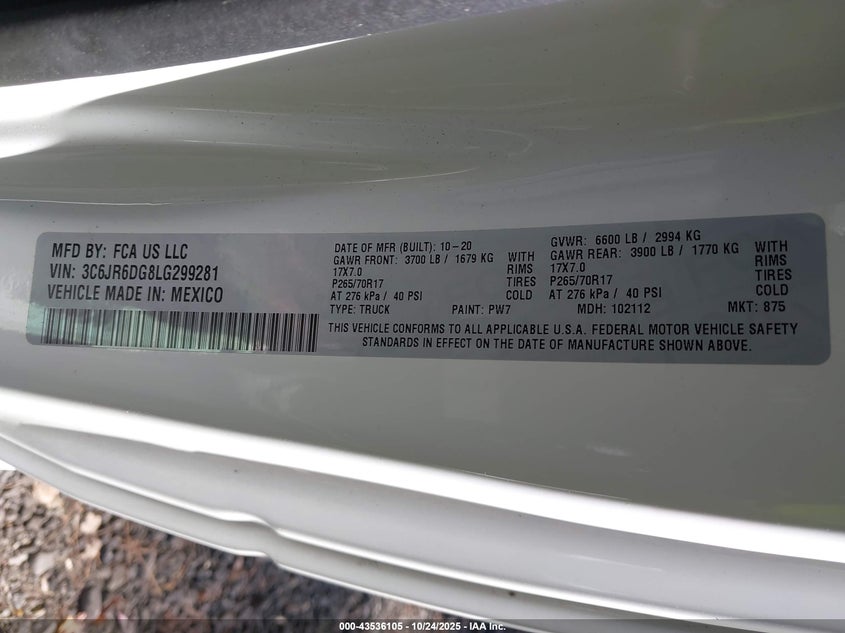 MFD BY: FCA US LLC
VIN: 3C6JR6DG8LG299281
VEHICLE MADE IN: MEXICO
DATE OF MFR (BUILT): 10-20
GAWR FRONT: 3700 LB / 1679 KG WITH
17X7.0 RIMS
P265/70R17 TIRES
AT 276 kPa / 40 PSI COLD
TYPE: TRUCK PAINT: PW7
GVWR: 6600 LB / 2994 KG
GAWR REAR: 3900 LB / 1770 KG WITH
17X7.0 RIMS
P265/70R17 TIRES
AT 276 kPa / 40 PSI COLD
MDH: 102112 MKT: 875
THIS VEHICLE CONFORMS TO ALL APPLICABLE U.S.A. FEDERAL MOTOR VEHICLE SAFETY
STANDARDS IN EFFECT ON THE DATE OF MANUFACTURE SHOWN ABOVE.
000-43536105 - 10/24/2025 - IAA Inc.